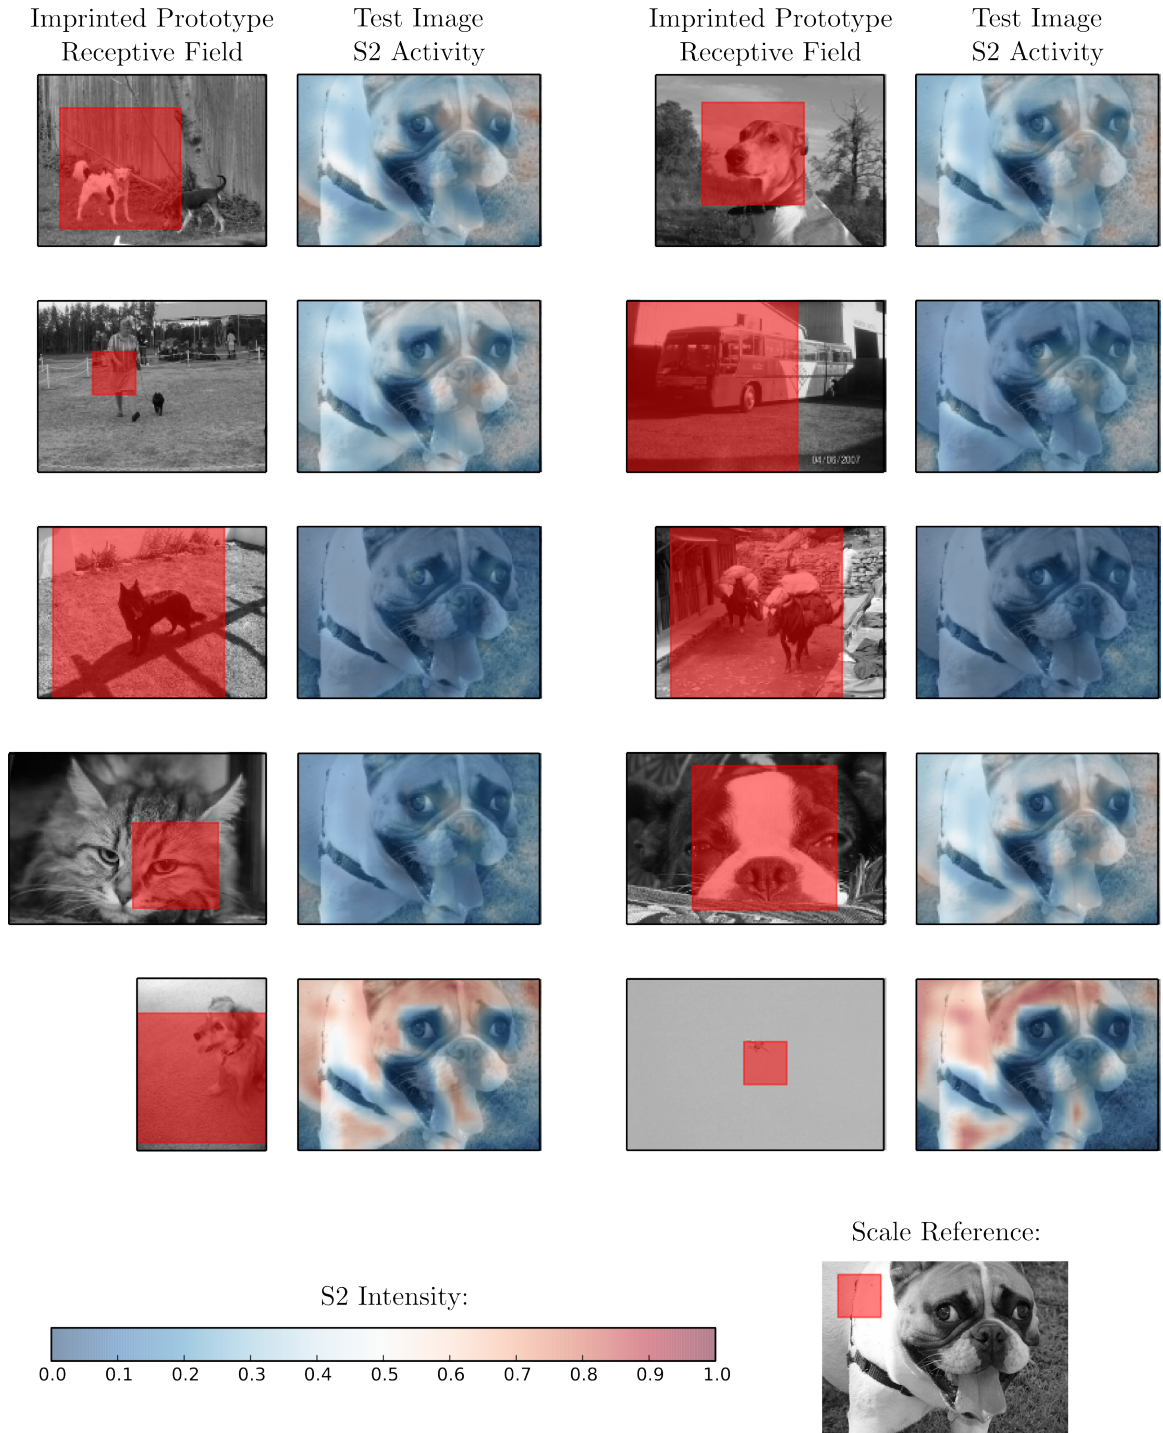 Imprinted Prototype
Receptive Field
Test Image
S2 Activity
Imprinted Prototype
Receptive Field
Test Image
S2 Activity
04/06/2007
Scale Reference:
S2 Intensity:
0.0 0.1 0.2 0.3 0.4 0.5 0.6 0.7 0.8 0.9 1.0